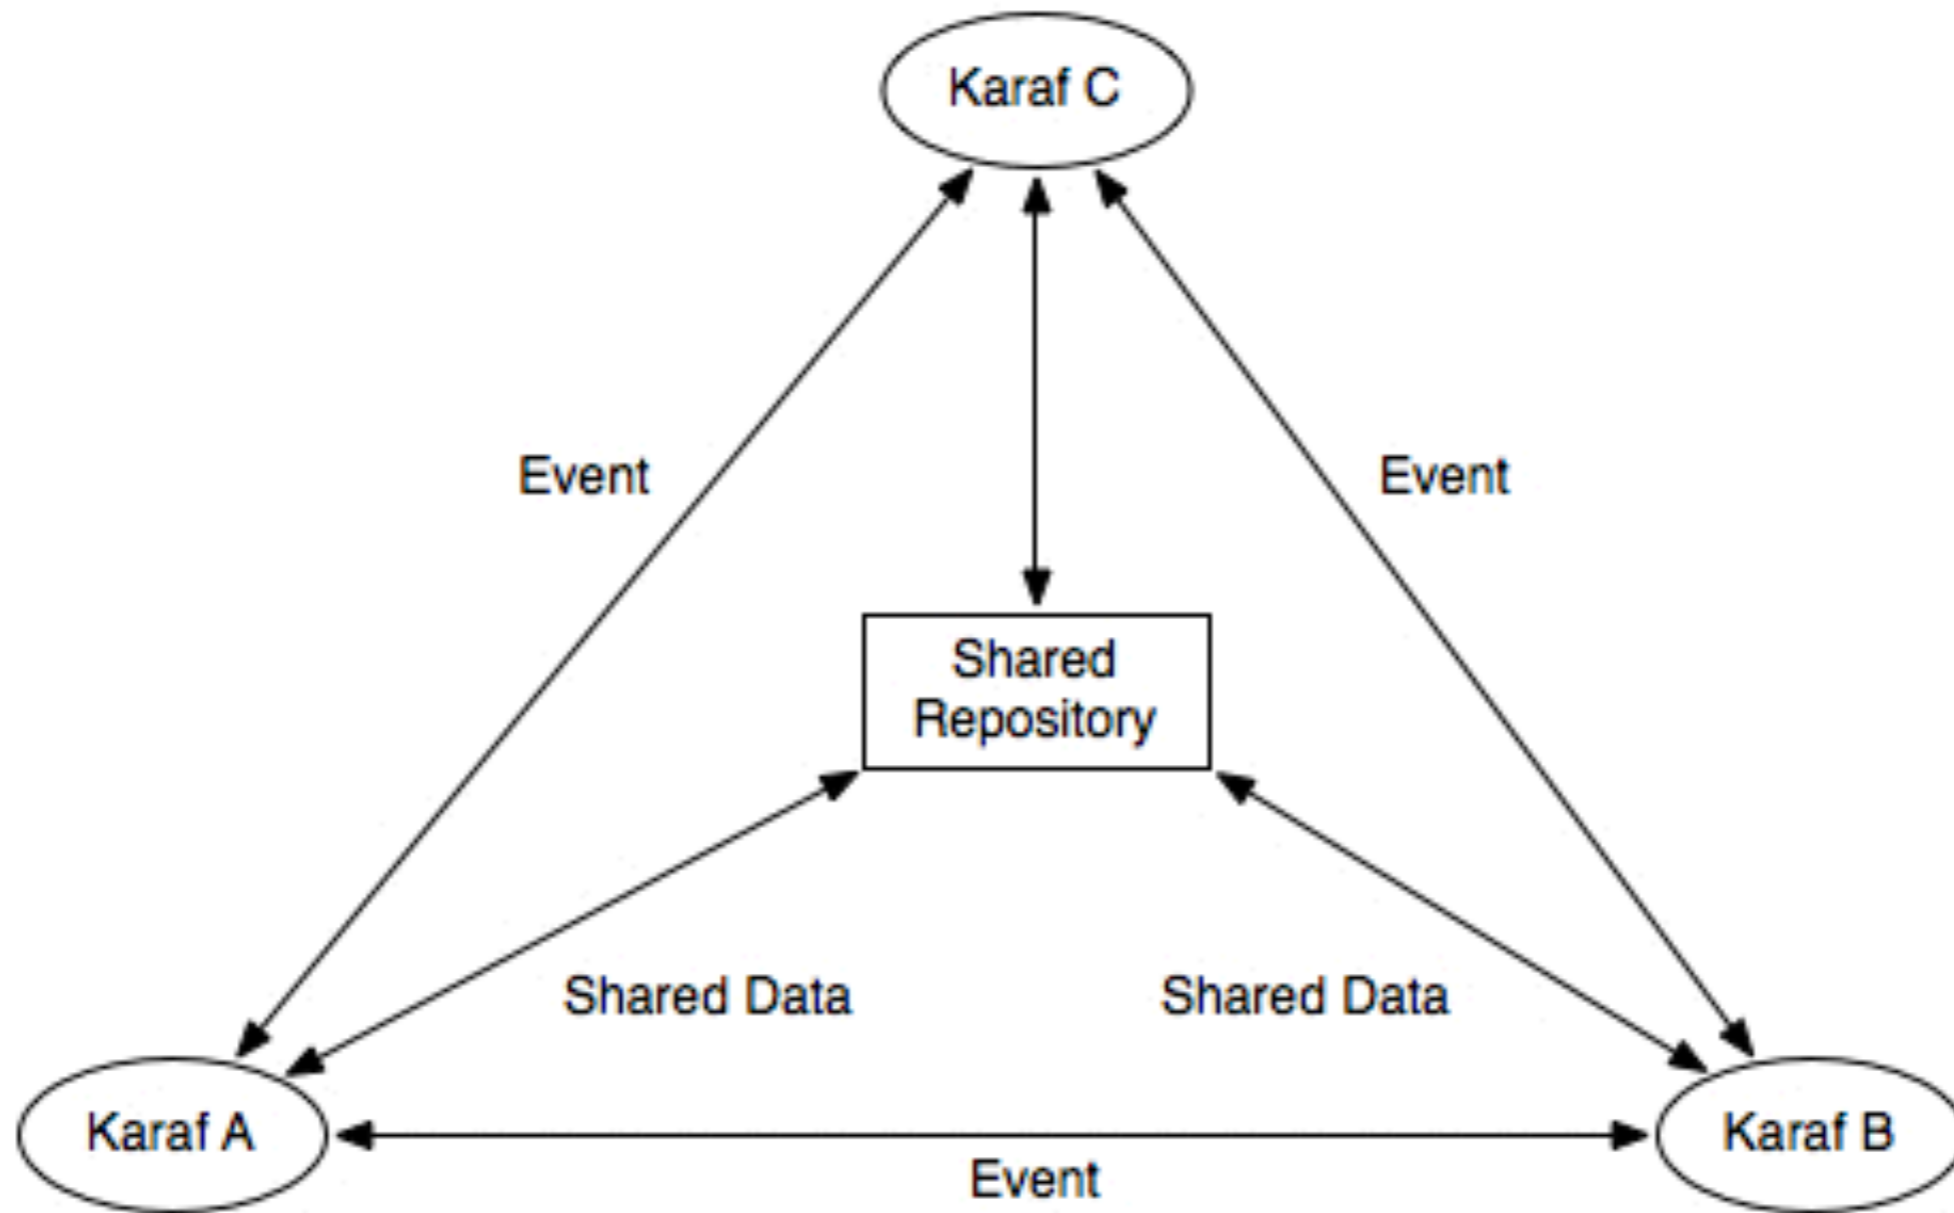 Karaf C
Event
Event
Shared
Repository
Shared Data
Shared Data
Karaf A
Karaf B
Event